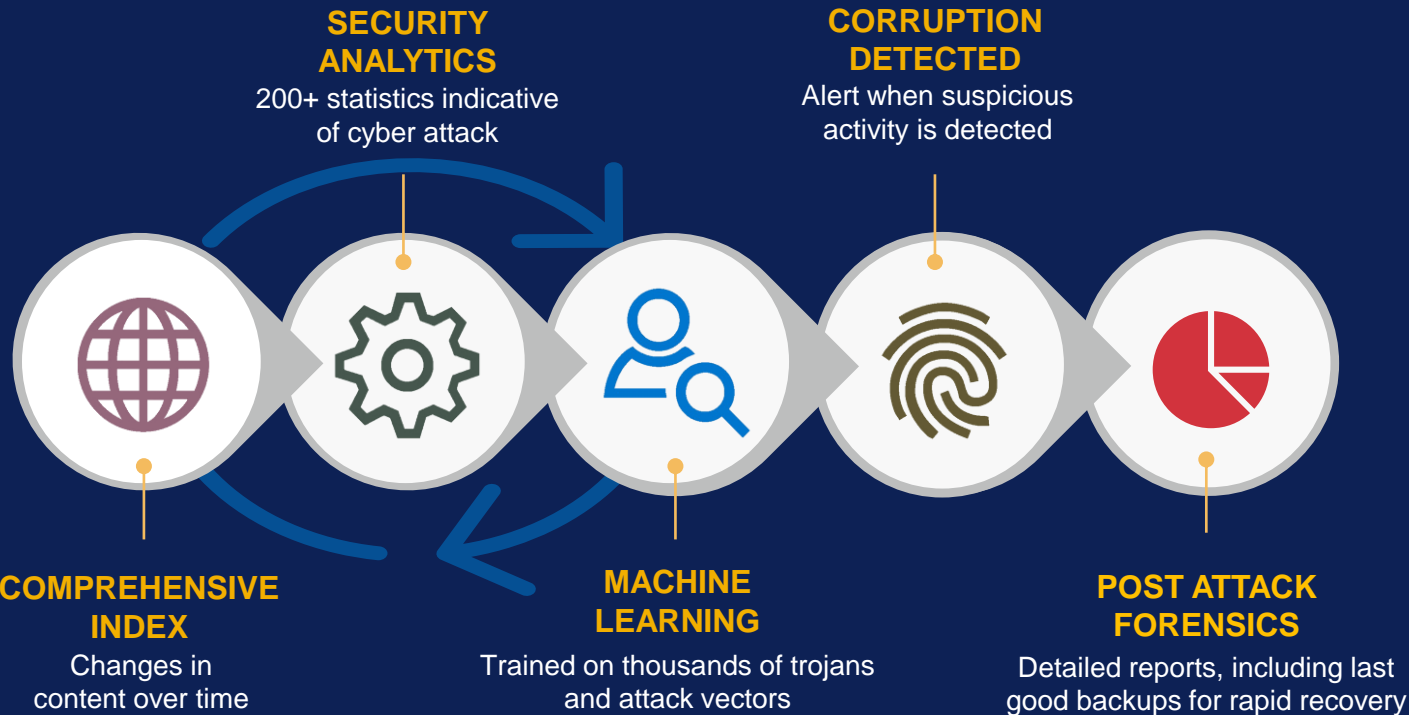 SECURITY
ANALYTICS
200+ statistics indicative
of cyber attack
CORRUPTION
DETECTED
Alert when suspicious
activity is detected
COMPREHENSIVE
INDEX
Changes in
content over time
MACHINE
LEARNING
Trained on thousands of trojans
and attack vectors
POST ATTACK
FORENSICS
Detailed reports, including last
good backups for rapid recovery